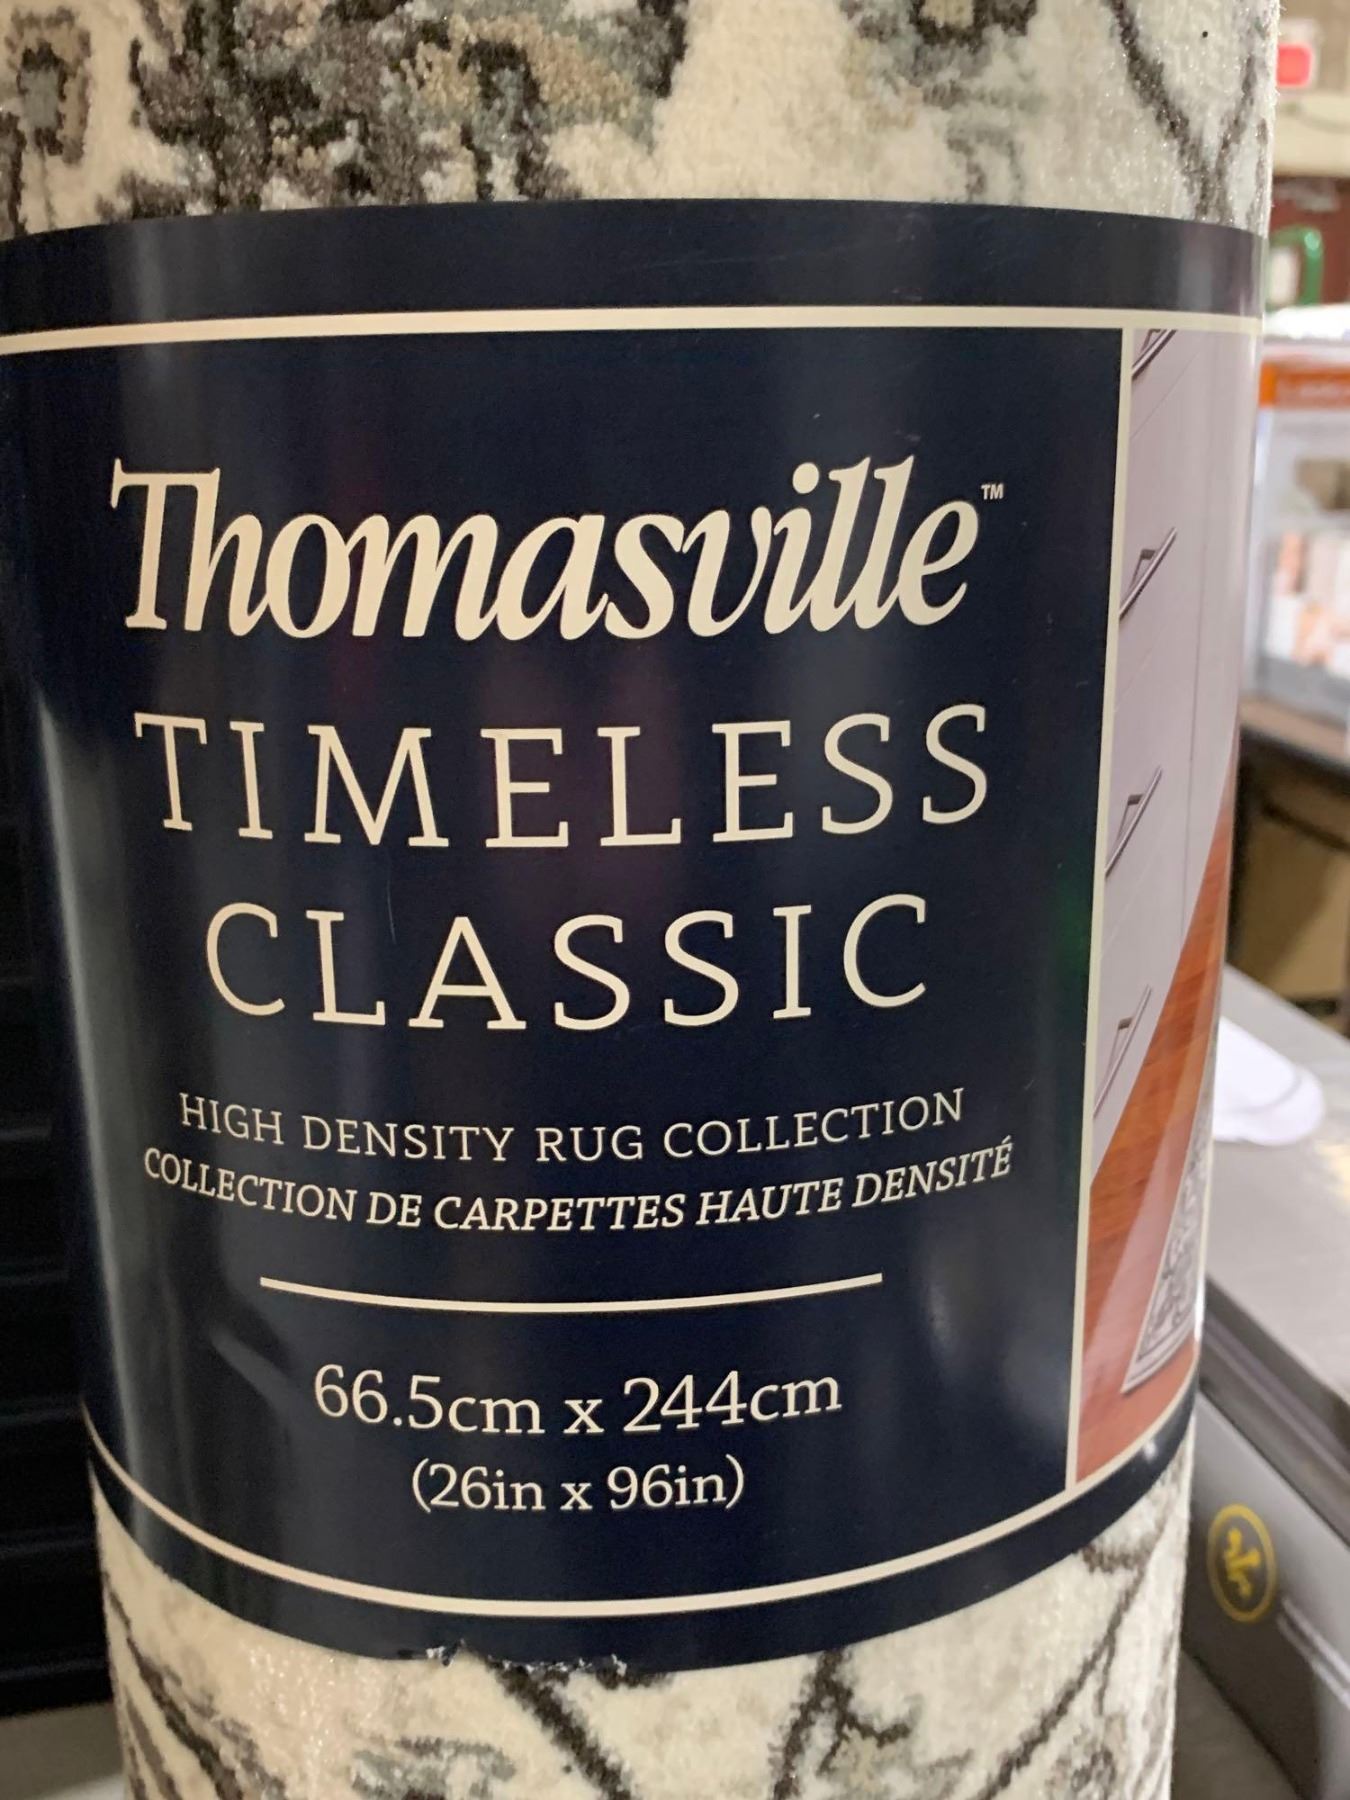 Thomasville™
TIMELESS
CLASSIC
HIGH DENSITY RUG COLLECTION
COLLECTION DE CARPETTES HAUTE DENSITÉ
66.5cm x 244cm
(26in x 96in)